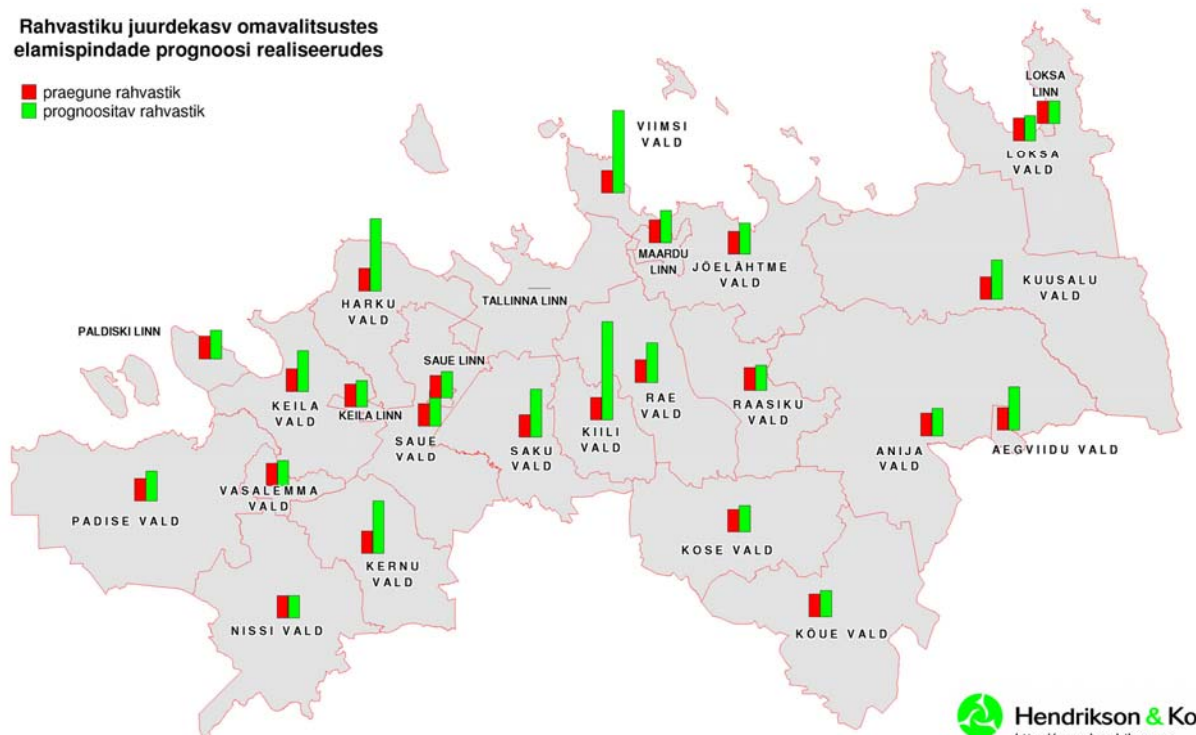 Rahvastiku juurdekasv omavalitsustes
elamispindade prognoosi realiseerudes
praegune rahvastik
prognoositav rahvastik
LOKSA
LINN
LOKSA
VALD
VIIMSI
VALD
MAARDU
LINN
JÕELÄHTME
VALD
KUUSALU
VALD
HARKU
VALD
TALLINNA LINN
PALDISKI LINN
SAUE LINN
KEILA
VALD
KEILA LINN
SAUE
VALD
SAKU
VALD
KIILI
VALD
RAE
VALD
RAASIKU
VALD
ANIJA
VALD
AEGVIIDU VALD
VASALEMMA
VALD
PADISE VALD
KERNU
VALD
NISSI VALD
KOSE VALD
KÕUE VALD
Hendrikson & Ko